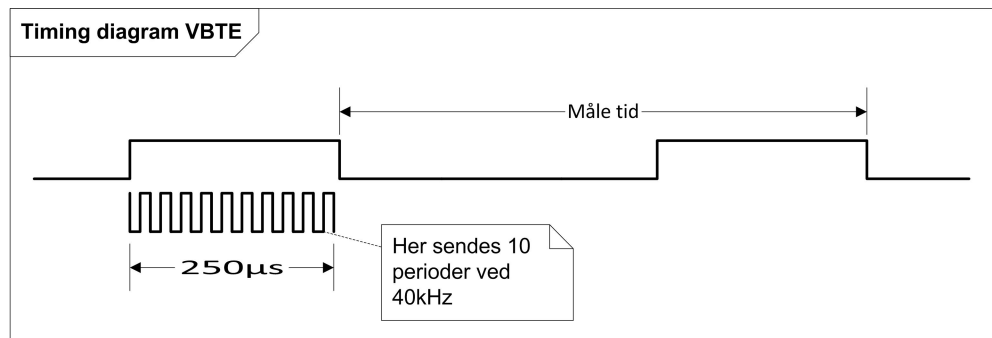 Timing diagram VBTE
Måle tid
250µs
Her sendes 10
perioder ved
40kHz